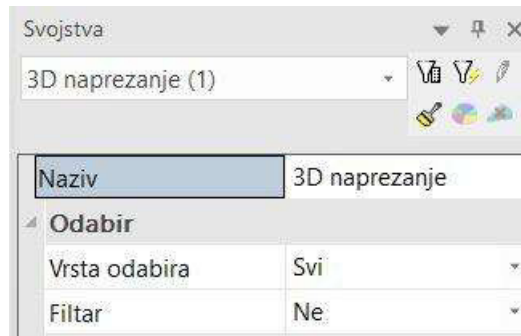 Svojstva
3D naprezanje (1)
Naziv 3D naprezanje
Odabir
Vrsta odabira Svi
Filtar Ne